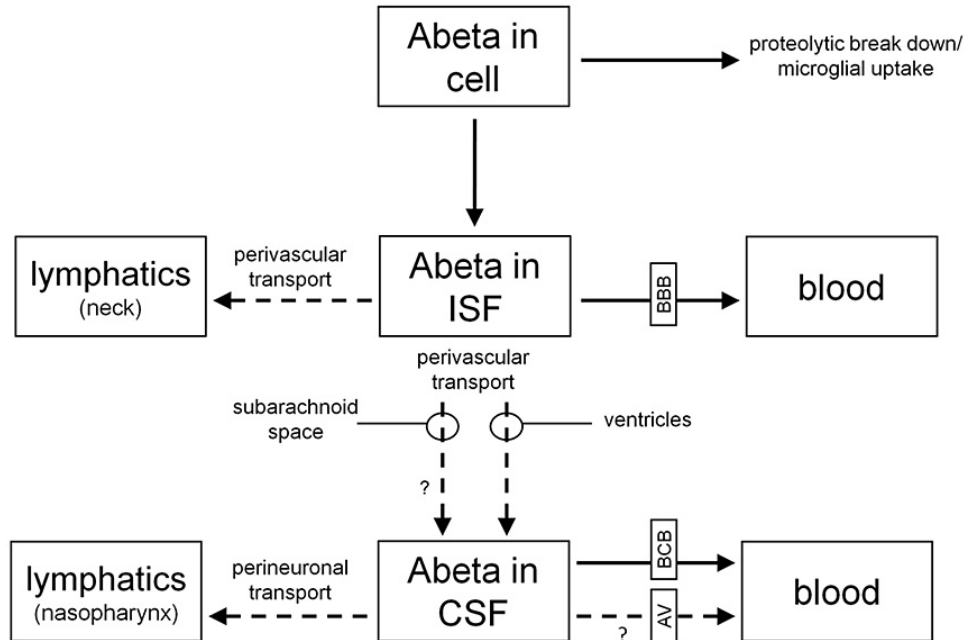 Abeta in
cell
proteolytic break down/
microglial uptake
lymphatics
(neck)
perivascular
transport
Abeta in
ISF
BBB
blood
perivascular
transport
subarachnoid
space
ventricles
?
lymphatics
(nasopharynx)
perineuronal
transport
Abeta in
CSF
BCB
AV
?
blood